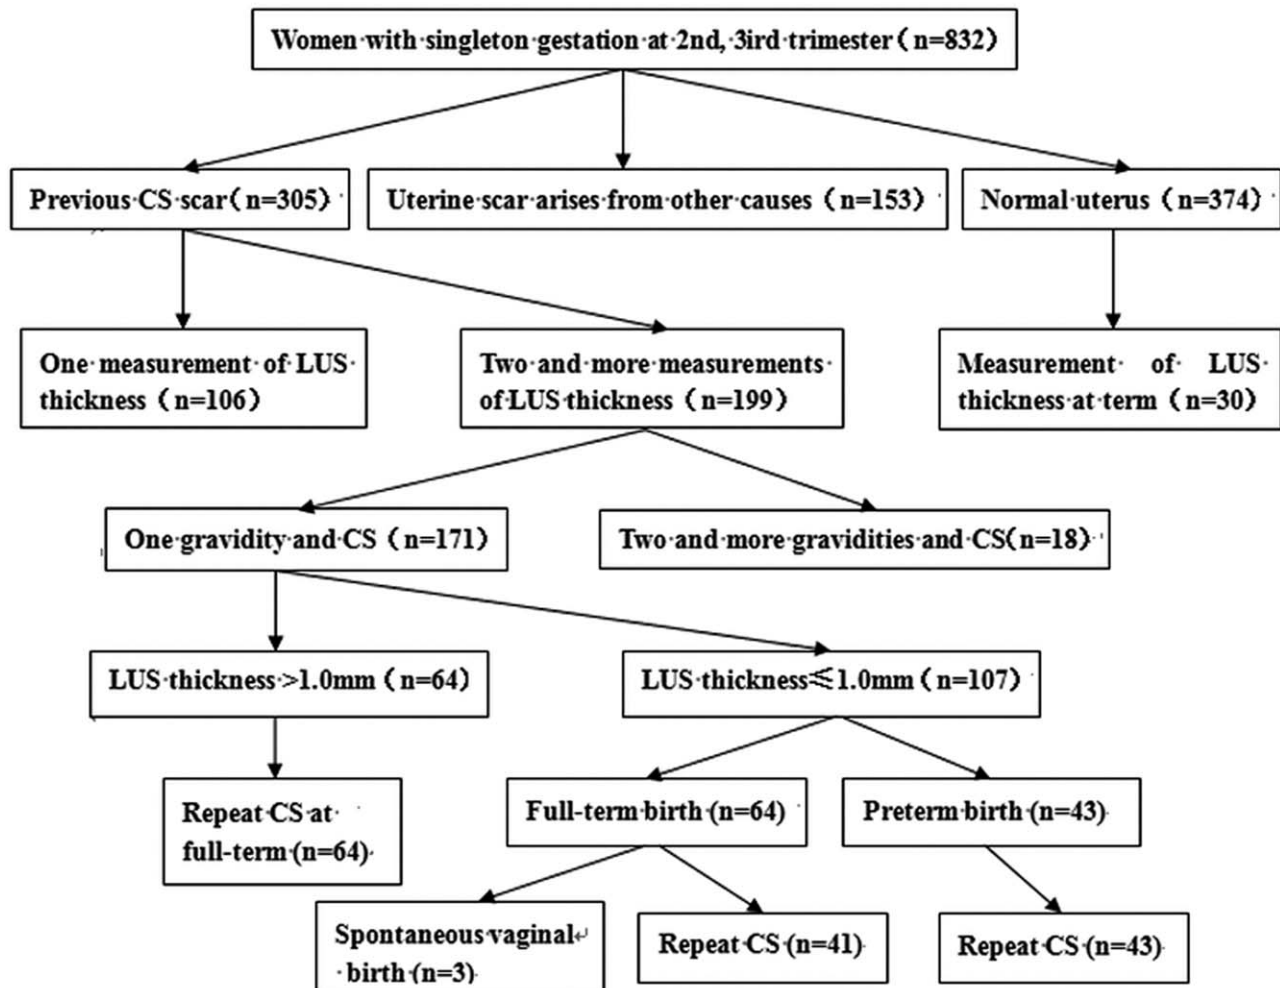 Women with singleton gestation at 2nd, 3ird trimester (n=832)
Previous CS scar (n=305)
Uterine scar arises from other causes (n=153)
Normal uterus (n=374)
One measurement of LUS
thickness (n=106)
Two and more measurements
of LUS thickness (n=199)
Measurement of LUS
thickness at term (n=30)
One gravidity and CS (n=171)
Two and more gravidities and CS(n=18)
LUS thickness >1.0mm (n=64)
LUS thickness≤1.0mm (n=107)
Repeat CS at
full-term (n=64)
Full-term birth (n=64)
Preterm birth (n=43)
Spontaneous vaginal
birth (n=3)
Repeat CS (n=41)
Repeat CS (n=43)